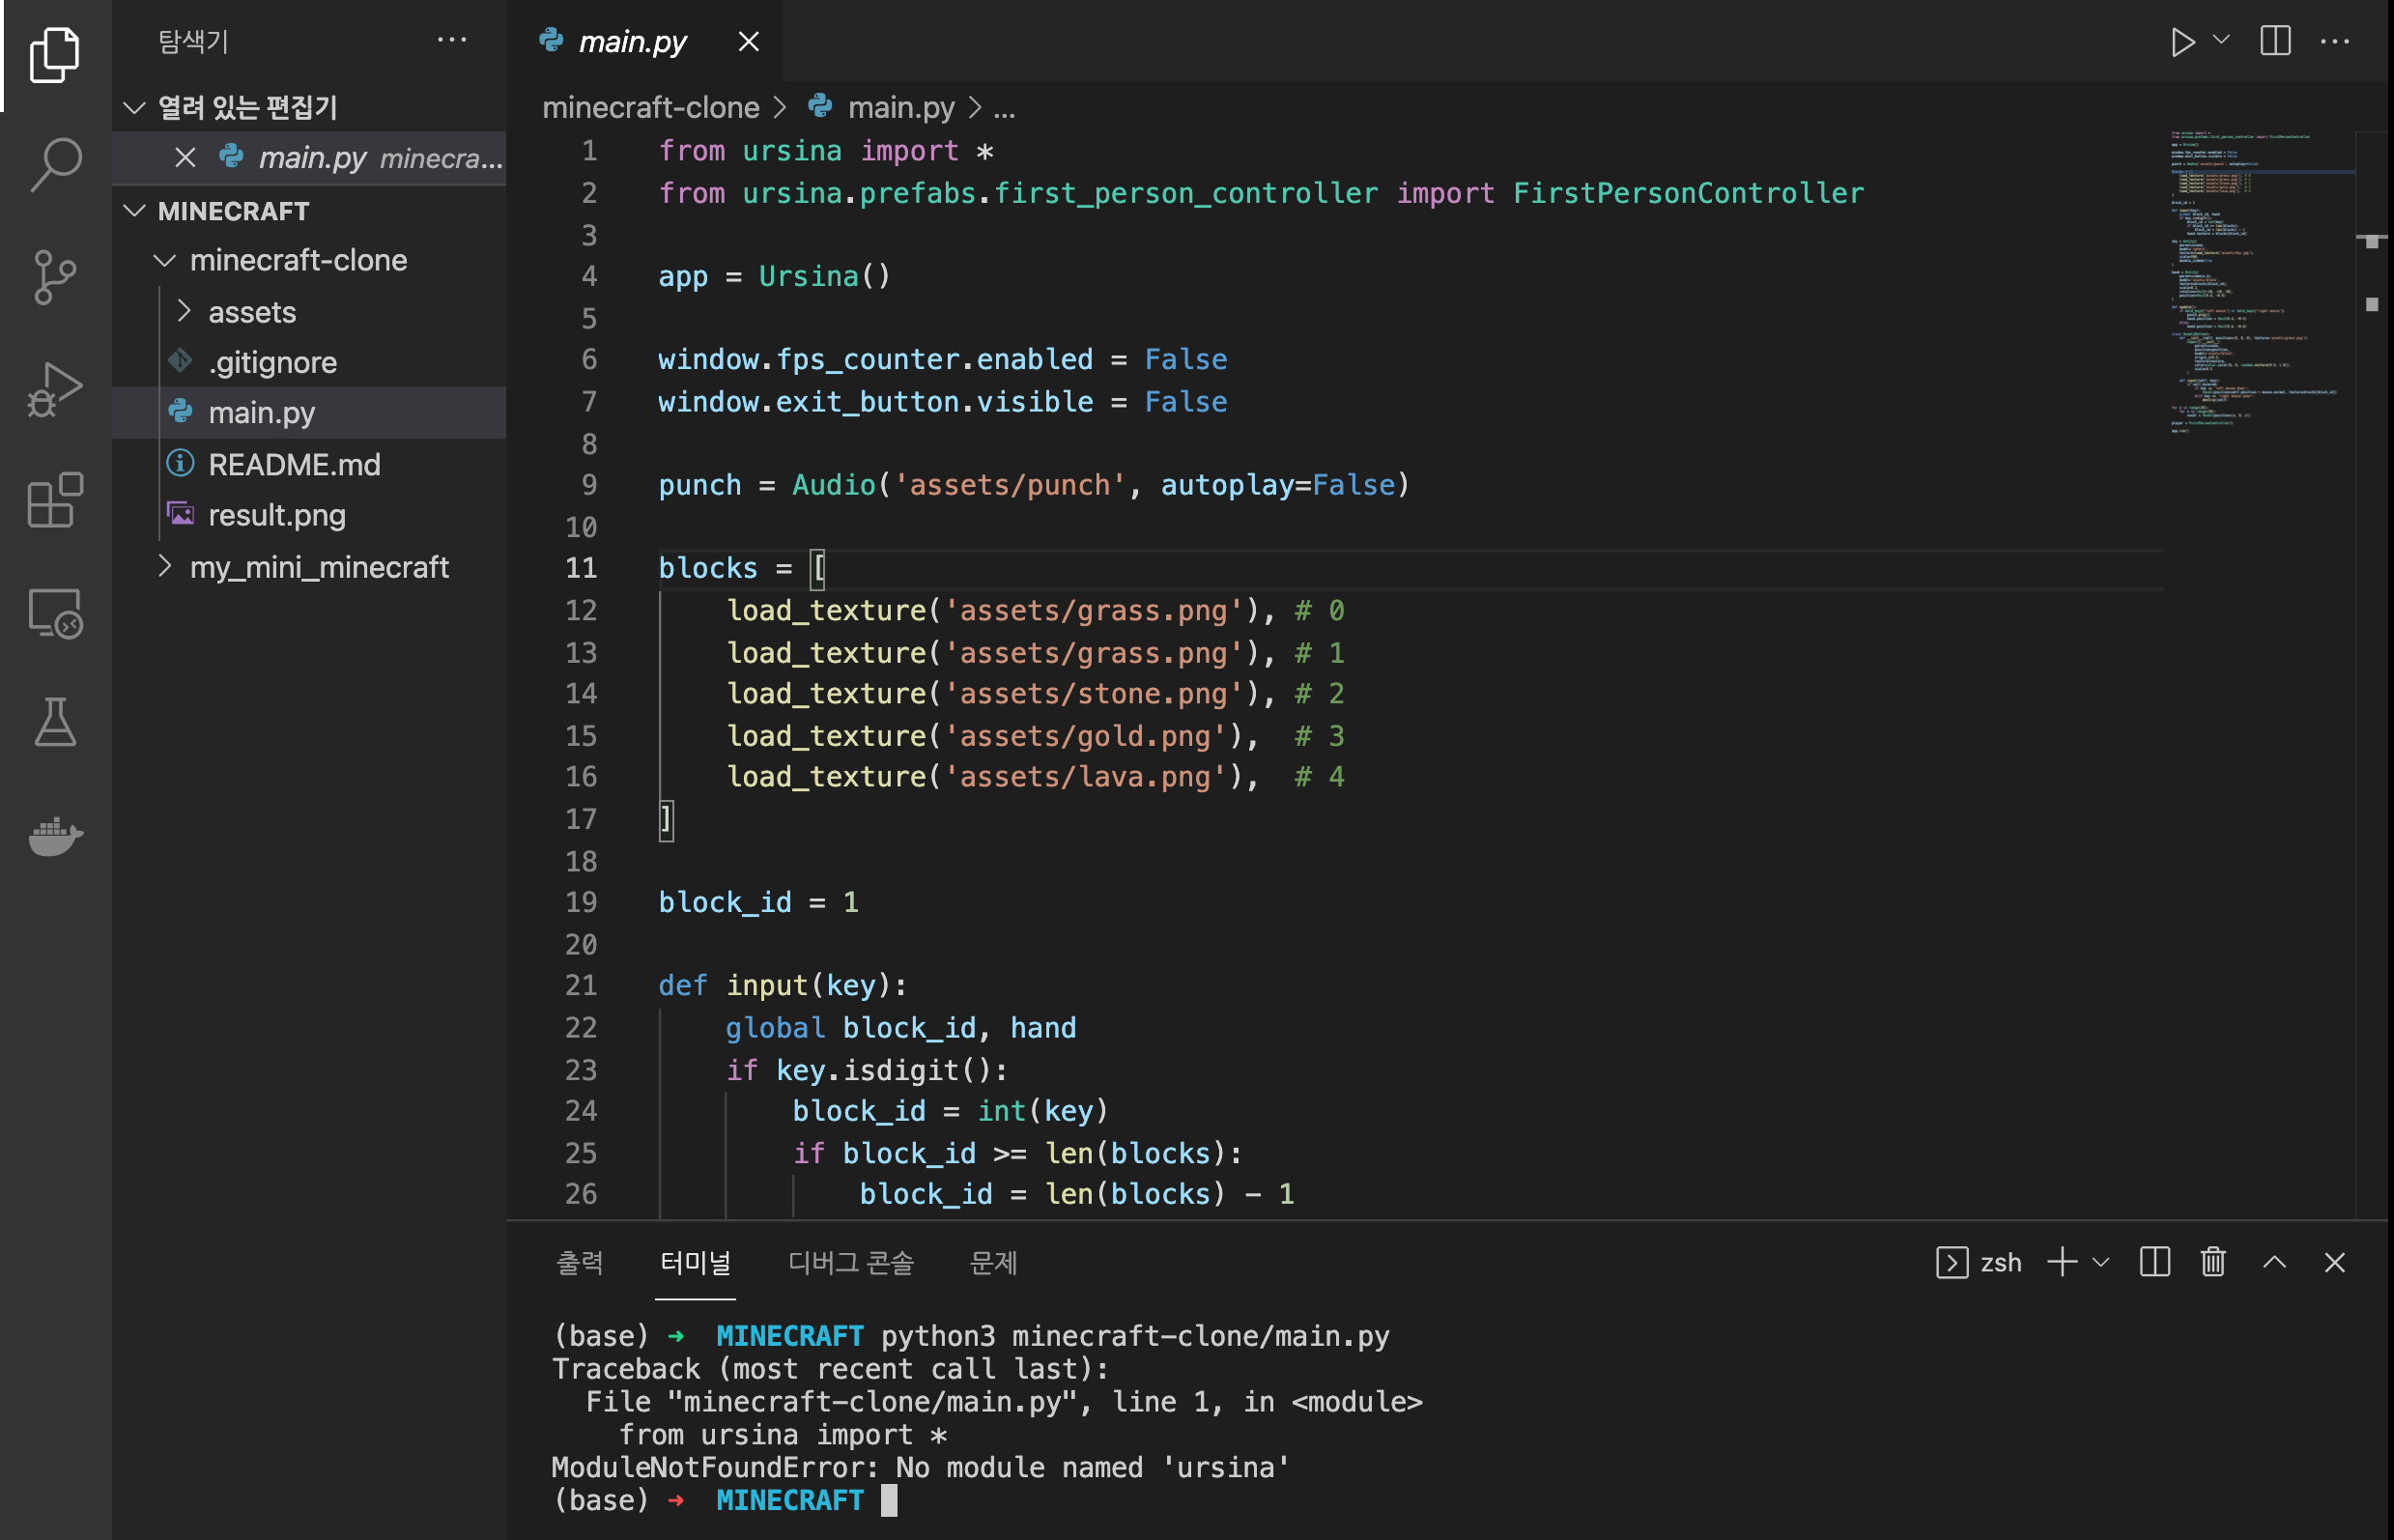 탐색기
열려 있는 편집기
main.py minecra...
MINECRAFT
minecraft-clone
assets
.gitignore
main.py
README.md
result.png
my_mini_minecraft
main.py
minecraft-clone > main.py > ...
1 from ursina import *
2 from ursina.prefabs.first_person_controller import FirstPersonController
3
4 app = Ursina()
5
6 window.fps_counter.enabled = False
7 window.exit_button.visible = False
8
9 punch = Audio('assets/punch', autoplay=False)
10
11 blocks = [
12     load_texture('assets/grass.png'), # 0
13     load_texture('assets/grass.png'), # 1
14     load_texture('assets/stone.png'), # 2
15     load_texture('assets/gold.png'),  # 3
16     load_texture('assets/lava.png'),  # 4
17 ]
18
19 block_id = 1
20
21 def input(key):
22     global block_id, hand
23     if key.isdigit():
24         block_id = int(key)
25         if block_id >= len(blocks):
26             block_id = len(blocks) - 1
출력 터미널 디버그 콘솔 문제
zsh
(base) ➜  MINECRAFT python3 minecraft-clone/main.py
Traceback (most recent call last):
  File "minecraft-clone/main.py", line 1, in <module>
    from ursina import *
ModuleNotFoundError: No module named 'ursina'
(base) ➜  MINECRAFT